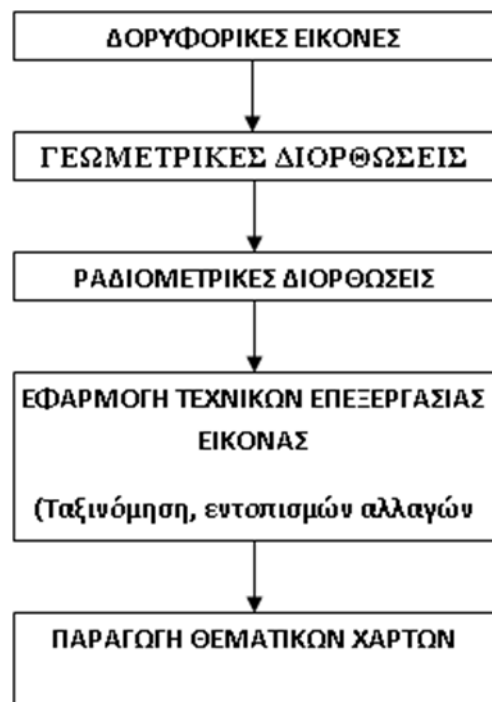 ΔΟΡΥΦΟΡΙΚΕΣ ΕΙΚΟΝΕΣ
ΓΕΩΜΕΤΡΙΚΕΣ ΔΙΟΡΘΩΣΕΙΣ
ΡΑΔΙΟΜΕΤΡΙΚΕΣ ΔΙΟΡΘΩΣΕΙΣ
ΕΦΑΡΜΟΓΗ ΤΕΧΝΙΚΩΝ ΕΠΕΞΕΡΓΑΣΙΑΣ
ΕΙΚΟΝΑΣ
(Ταξινόμηση, εντοπισμών αλλαγών
ΠΑΡΑΓΩΓΗ ΘΕΜΑΤΙΚΩΝ ΧΑΡΤΩΝ